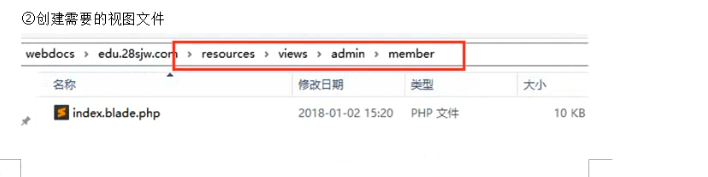 ②创建需要的视图文件
webdocs > edu.28sjw.com > resources > views > admin > member
名称 修改日期 类型 大小
index.blade.php 2018-01-02 15:20 PHP 文件 10 KB